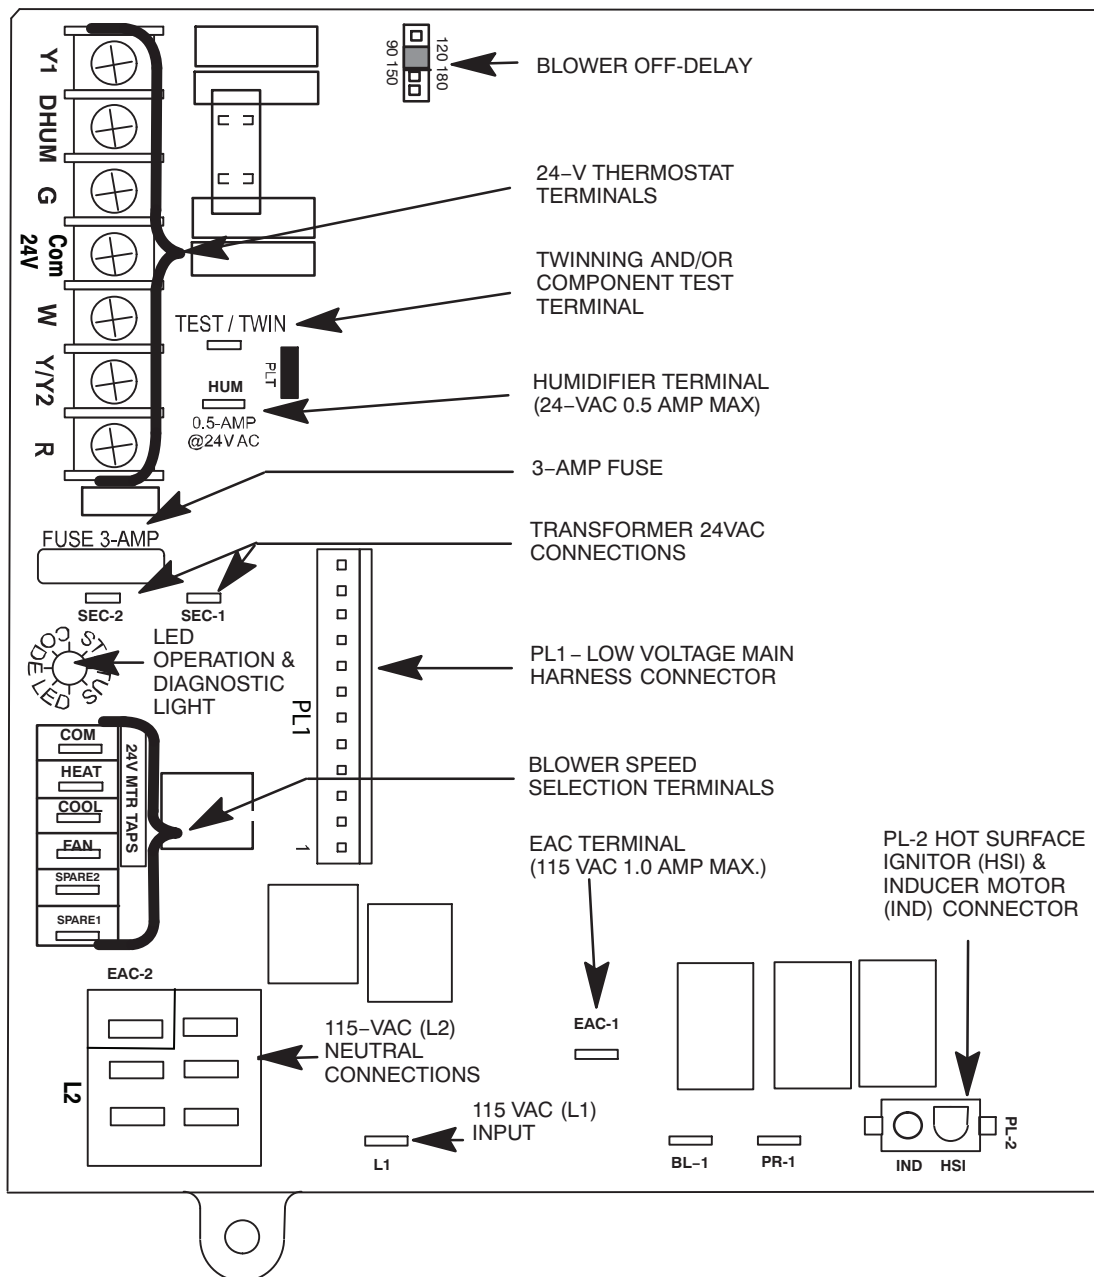 Y1
DHUM
G
Com
24V
W
Y/Y2
R
120 180
90 150
BLOWER OFF-DELAY
24-V THERMOSTAT
TERMINALS
TWINNING AND/OR
COMPONENT TEST
TERMINAL
TEST / TWIN
PLT
HUM
0.5-AMP
@24VAC
HUMIDIFIER TERMINAL
(24-VAC 0.5 AMP MAX)
3-AMP FUSE
FUSE 3-AMP
TRANSFORMER 24VAC
CONNECTIONS
SEC-2
SEC-1
STATUS
CODE LED
LED
OPERATION &
DIAGNOSTIC
LIGHT
PL1
1
PL1 - LOW VOLTAGE MAIN
HARNESS CONNECTOR
COM
HEAT
COOL
FAN
SPARE2
SPARE1
24V MTR TAPS
BLOWER SPEED
SELECTION TERMINALS
EAC TERMINAL
(115 VAC 1.0 AMP MAX.)
PL-2 HOT SURFACE
IGNITOR (HSI) &
INDUCER MOTOR
(IND) CONNECTOR
EAC-2
L2
115-VAC (L2)
NEUTRAL
CONNECTIONS
EAC-1
115 VAC (L1)
INPUT
L1
BL-1
PR-1
IND
HSI
PL-2